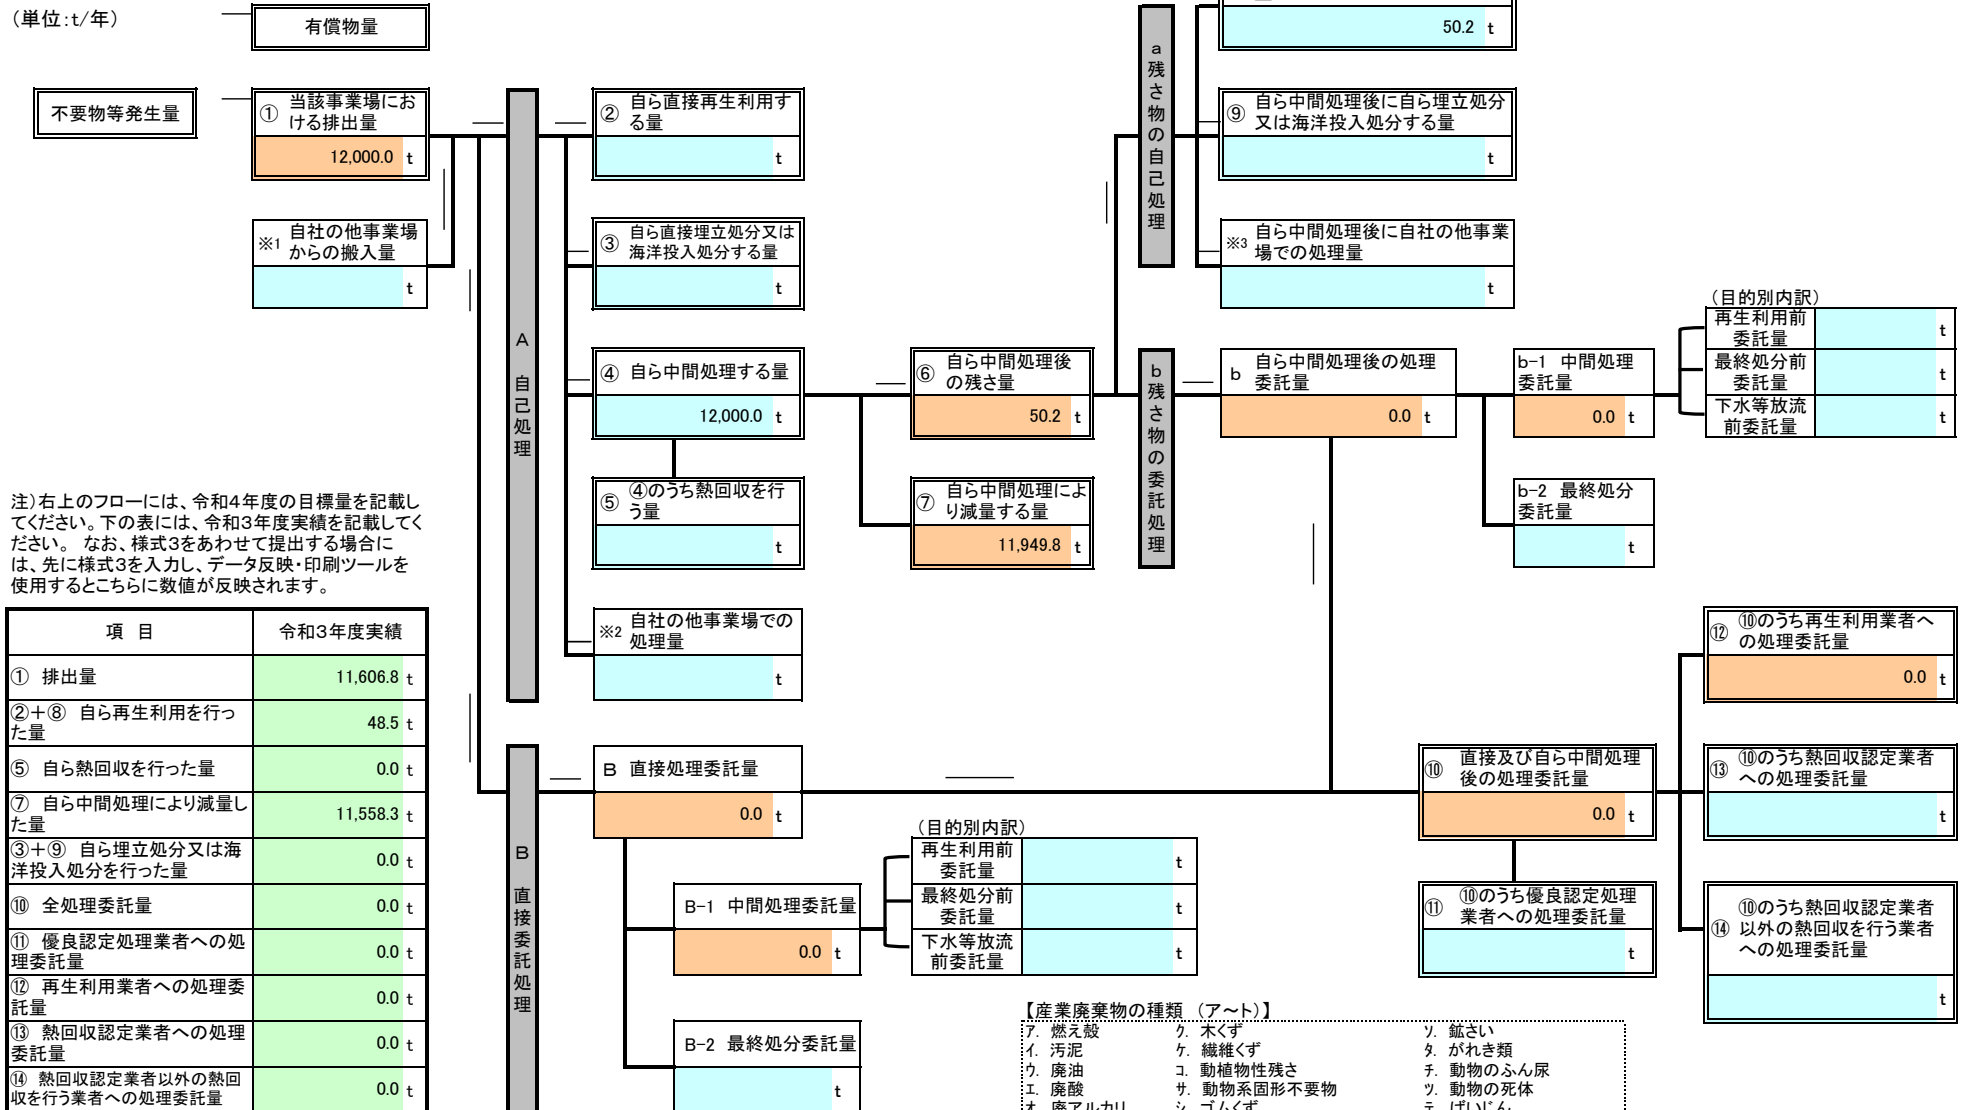 (単位:t/年)
有償物量
50.2 t
不要物等発生量
① 当該事業場にお
ける排出量
12,000.0 t
※1 自社の他事業場
からの搬入量
t
A 自己処理
② 自ら直接再生利用す
る量
t
③ 自ら直接埋立処分又は
海洋投入処分する量
t
④ 自ら中間処理する量
12,000.0 t
⑤ ④のうち熱回収を行
う量
t
※2 自社の他事業場での
処理量
t
⑥ 自ら中間処理後
の残さ量
50.2 t
⑦ 自ら中間処理によ
り減量する量
11,949.8 t
a 残さ物の自己処理
⑨ 自ら中間処理後に自ら埋立処分
又は海洋投入処分する量
t
※3 自ら中間処理後に自社の他事業
場での処理量
t
b 残さ物の委託処理
b 自ら中間処理後の処理
委託量
0.0 t
b-1 中間処理
委託量
0.0 t
b-2 最終処分
委託量
t
(目的別内訳)
再生利用前
委託量
t
最終処分前
委託量
t
下水等放流
前委託量
t
注)右上のフローには、令和4年度の目標量を記載し
てください。下の表には、令和3年度実績を記載してく
ださい。 なお、様式3をあわせて提出する場合に
は、先に様式3を入力し、データ反映・印刷ツールを
使用するとこちらに数値が反映されます。
項 目 令和3年度実績
① 排出量 11,606.8 t
②+⑧ 自ら再生利用を行っ
た量 48.5 t
⑤ 自ら熱回収を行った量 0.0 t
⑦ 自ら中間処理により減量し
た量 11,558.3 t
③+⑨ 自ら埋立処分又は海
洋投入処分を行った量 0.0 t
⑩ 全処理委託量 0.0 t
⑪ 優良認定処理業者への処
理委託量 0.0 t
⑫ 再生利用業者への処理委
託量 0.0 t
⑬ 熱回収認定業者への処理
委託量 0.0 t
⑭ 熱回収認定業者以外の熱回
収を行う業者への処理委託量 0.0 t
B 直接委託処理
B 直接処理委託量
0.0 t
B-1 中間処理委託量
0.0 t
B-2 最終処分委託量
t
(目的別内訳)
再生利用前
委託量
t
最終処分前
委託量
t
下水等放流
前委託量
t
⑩ 直接及び自ら中間処理
後の処理委託量
0.0 t
⑪ ⑩のうち優良認定処理
業者への処理委託量
t
⑫ ⑩のうち再生利用業者へ
の処理委託量
0.0 t
⑬ ⑩のうち熱回収認定業者
への処理委託量
t
⑭ ⑩のうち熱回収認定業者
以外の熱回収を行う業者
への処理委託量
t
【産業廃棄物の種類 (ア~ト)】
ア. 燃え殻 ク. 木くず ソ. 鉱さい
イ. 汚泥 ケ. 繊維くず タ. がれき類
ウ. 廃油 コ. 動植物性残さ チ. 動物のふん尿
エ. 廃酸 サ. 動物系固形不要物 ツ. 動物の死体
オ. 廃アルカリ シ. ゴムくず テ. ばいじん